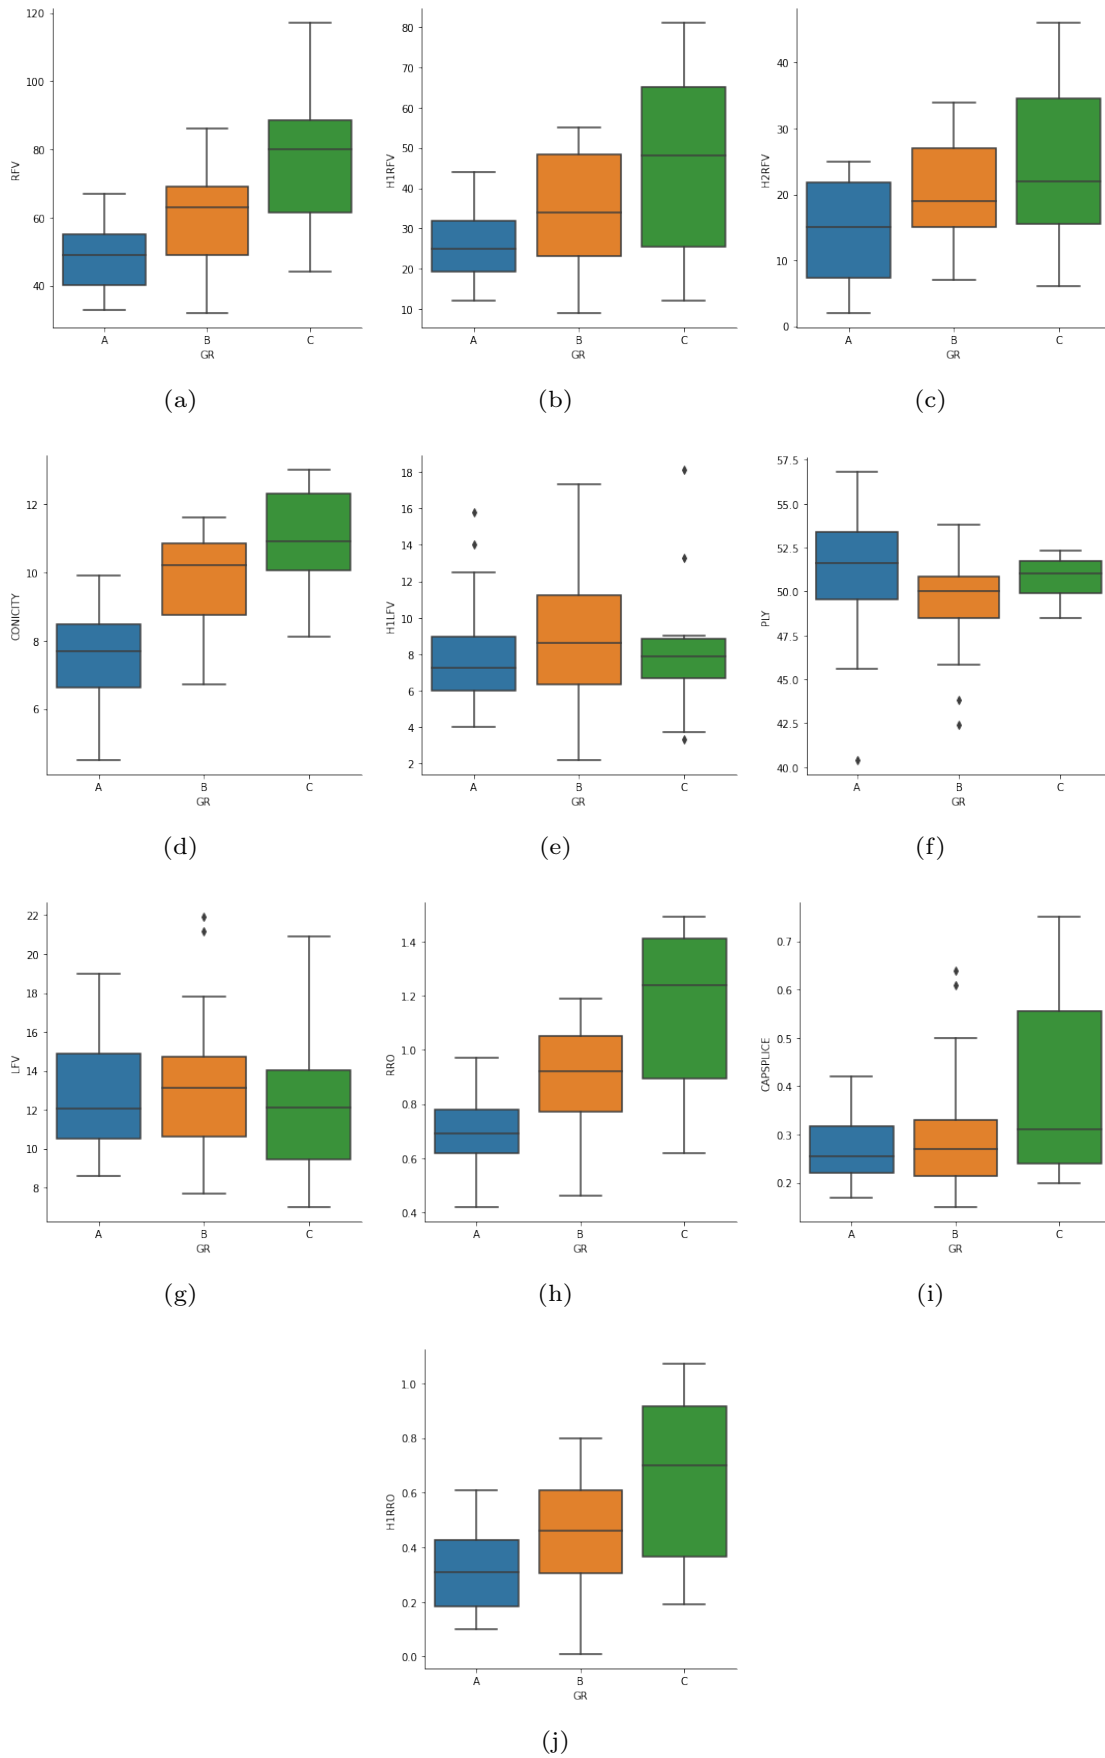 120
100
80
60
40
RFV
A B C
GR
(a)
80
70
60
50
40
30
20
10
H1RFV
A B C
GR
(b)
40
30
20
10
0
H2RFV
A B C
GR
(c)
12
10
8
6
CONICITY
A B C
GR
(d)
18
16
14
12
10
8
6
4
2
H1LFV
A B C
GR
(e)
57.5
55.0
52.5
50.0
47.5
45.0
42.5
40.0
PLY
A B C
GR
(f)
22
20
18
16
14
12
10
8
LFV
A B C
GR
(g)
1.4
1.2
1.0
0.8
0.6
0.4
RRO
A B C
GR
(h)
0.7
0.6
0.5
0.4
0.3
0.2
CAPSPLICE
A B C
GR
(i)
1.0
0.8
0.6
0.4
0.2
0.0
H1RRO
A B C
GR
(j)